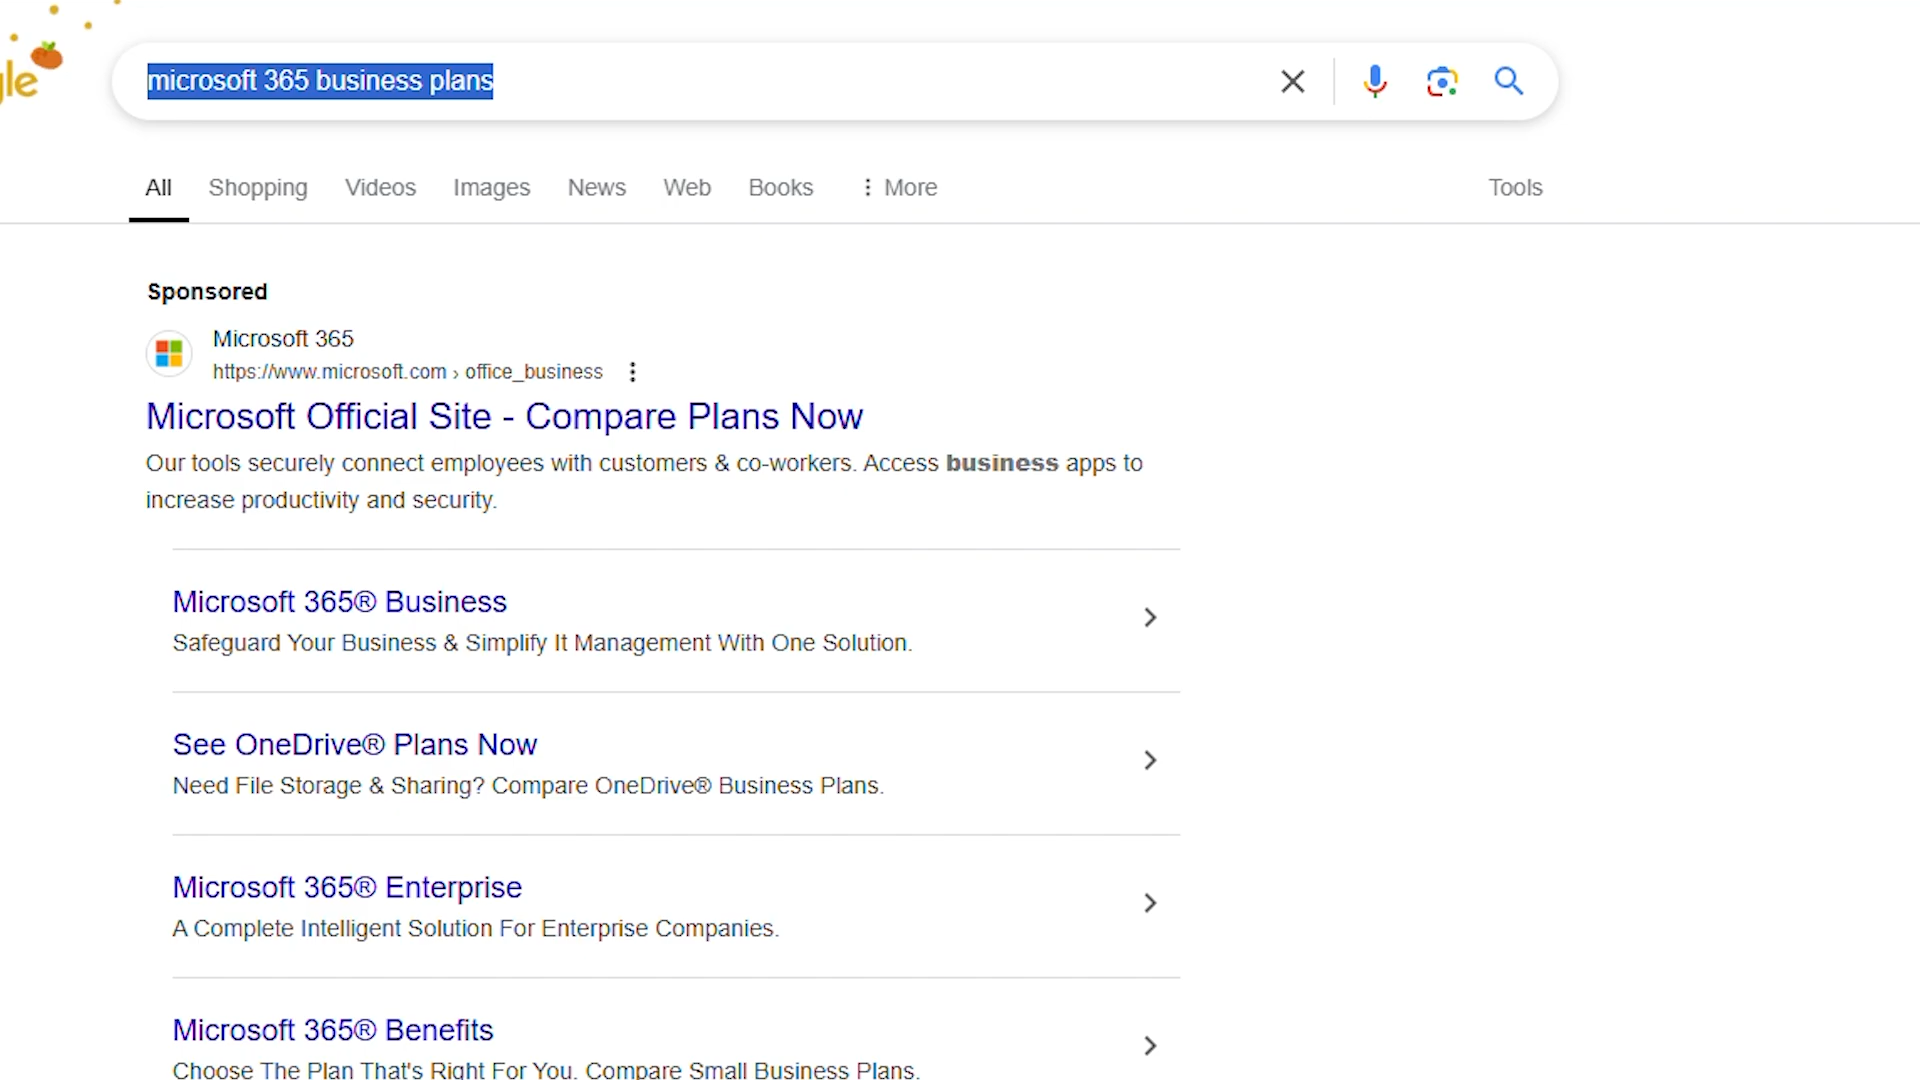 gle
microsoft 365 business plans
All Shopping Videos Images News Web Books More Tools
Sponsored
Microsoft 365
https://www.microsoft.com › office_business
Microsoft Official Site - Compare Plans Now
Our tools securely connect employees with customers & co-workers. Access business apps to
increase productivity and security.
Microsoft 365® Business
Safeguard Your Business & Simplify It Management With One Solution.
See OneDrive® Plans Now
Need File Storage & Sharing? Compare OneDrive® Business Plans.
Microsoft 365® Enterprise
A Complete Intelligent Solution For Enterprise Companies.
Microsoft 365® Benefits
Choose The Plan That's Right For You. Compare Small Business Plans.